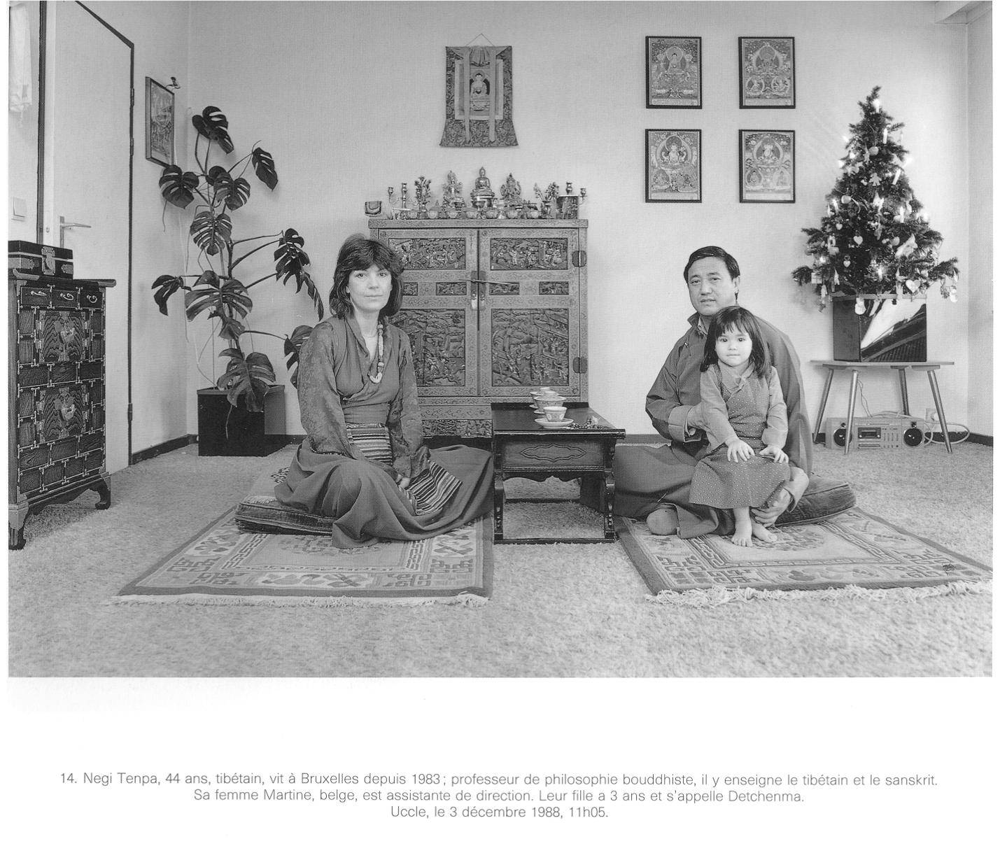 14. Negi Tenpa, 44 ans, tibétain, vit à Bruxelles depuis 1983 ; professeur de philosophie bouddhiste, il y enseigne le tibétain et le sanskrit.
Sa femme Martine, belge, est assistante de direction. Leur fille a 3 ans et s'appelle Detchenma.
Uccle, le 3 décembre 1988, 11h05.